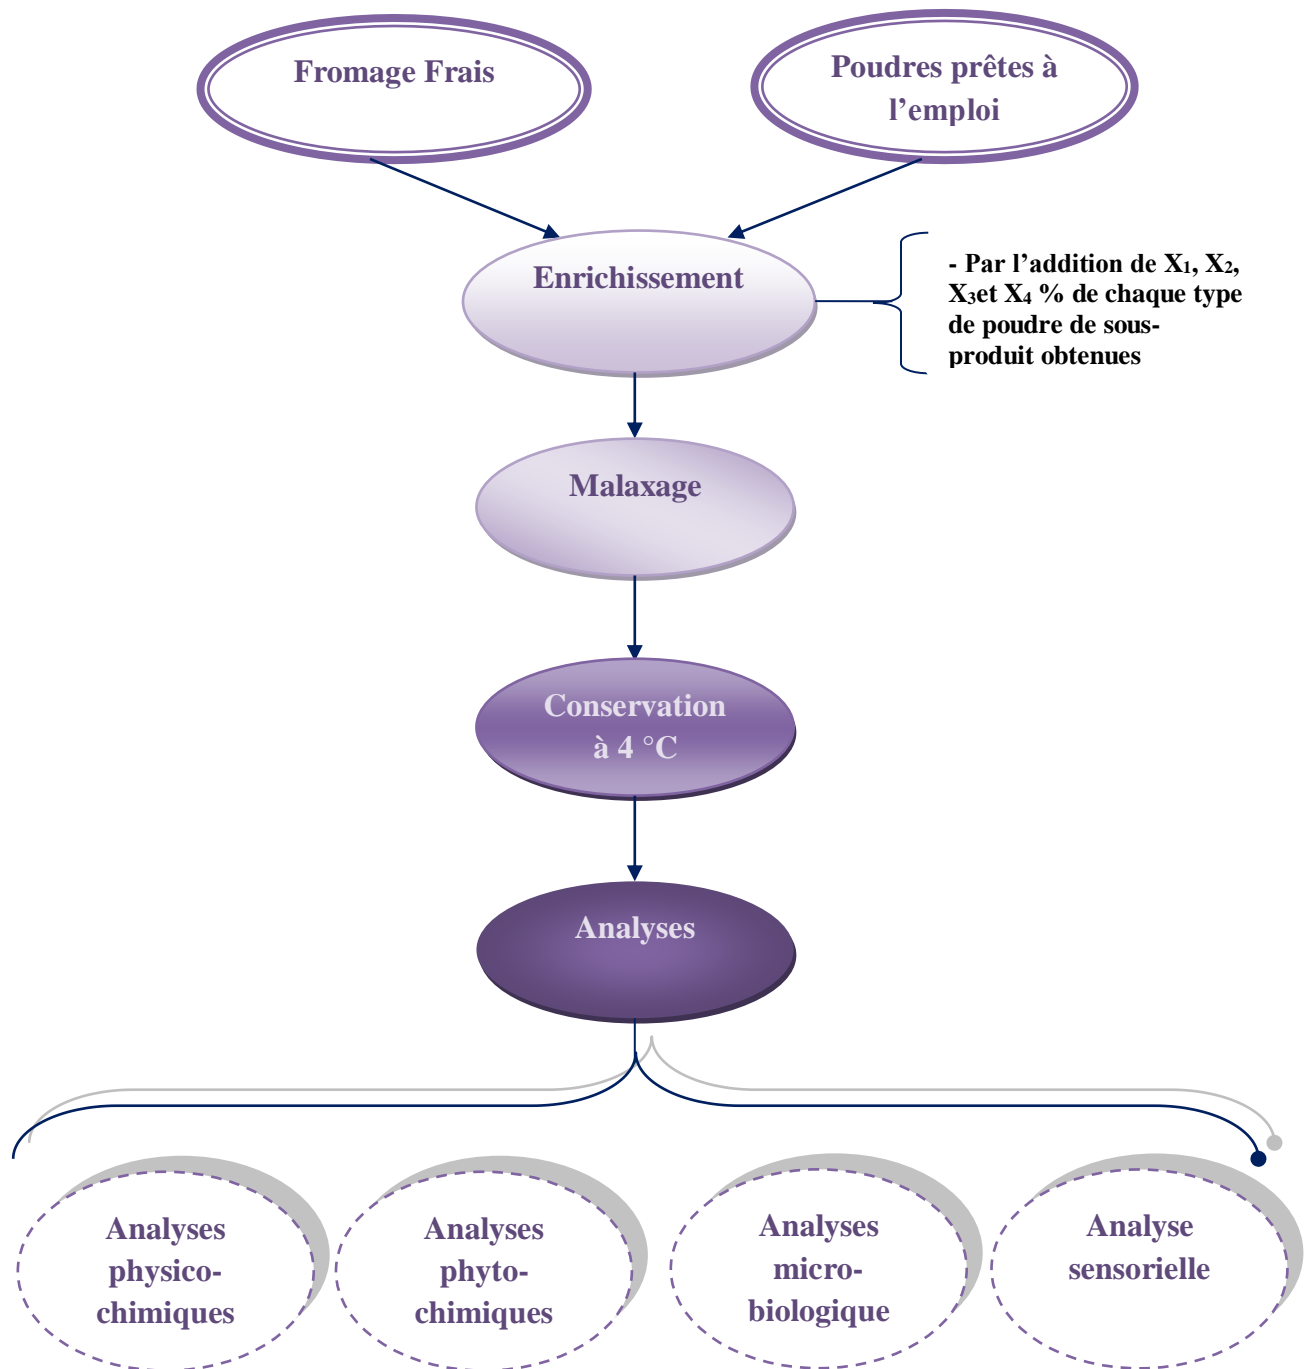 Fromage Frais
Poudres prêtes à
l’emploi
Enrichissement
- Par l’addition de X₁, X₂,
X₃et X₄ % de chaque type
de poudre de sous-
produit obtenues
Malaxage
Conservation
à 4 °C
Analyses
Analyses
physico-
chimiques
Analyses
phyto-
chimiques
Analyses
micro-
biologique
Analyse
sensorielle